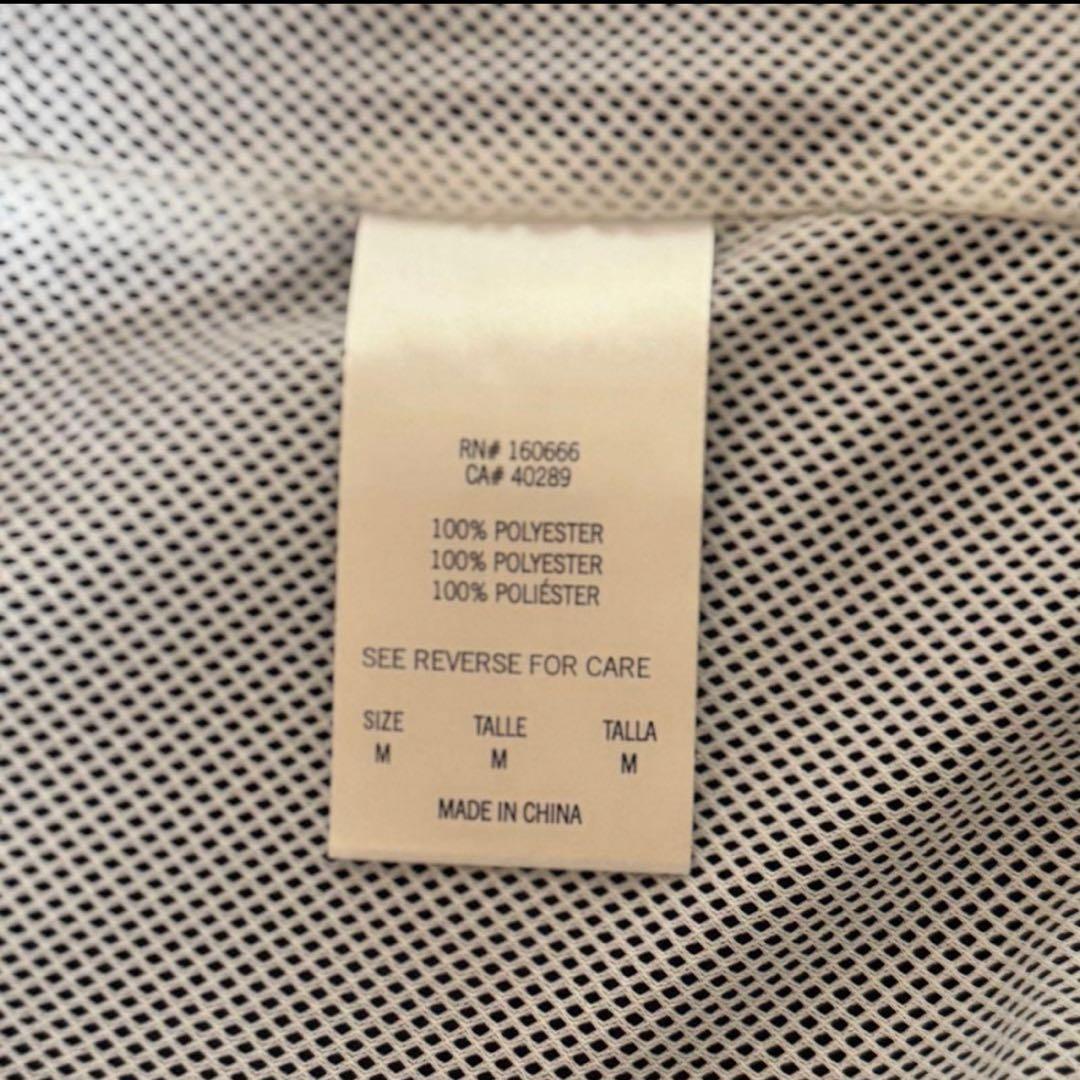 RN# 160666
CA# 40289
100% POLYESTER
100% POLYESTER
100% POLIÉSTER
SEE REVERSE FOR CARE
SIZE TALLE TALLA
M M M
MADE IN CHINA